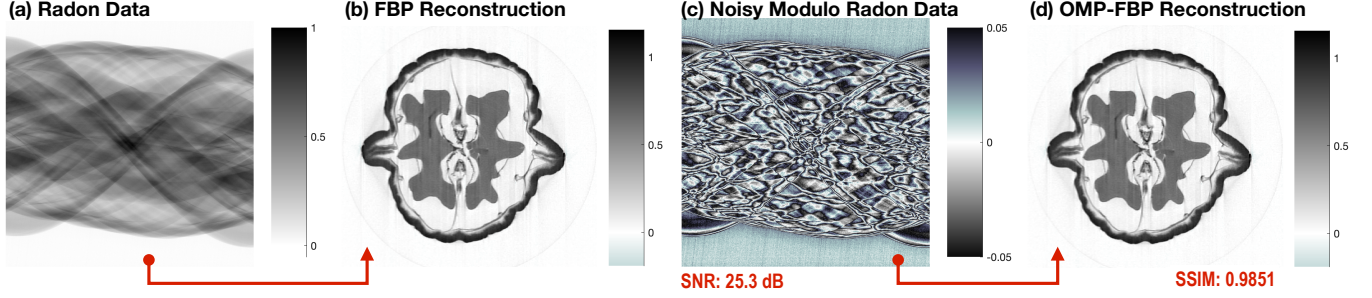 (a) Radon Data
1
0.5
0
(b) FBP Reconstruction
1
0.5
0
(c) Noisy Modulo Radon Data
0.05
0
-0.05
SNR: 25.3 dB
(d) OMP-FBP Reconstruction
1
0.5
0
SSIM: 0.9851